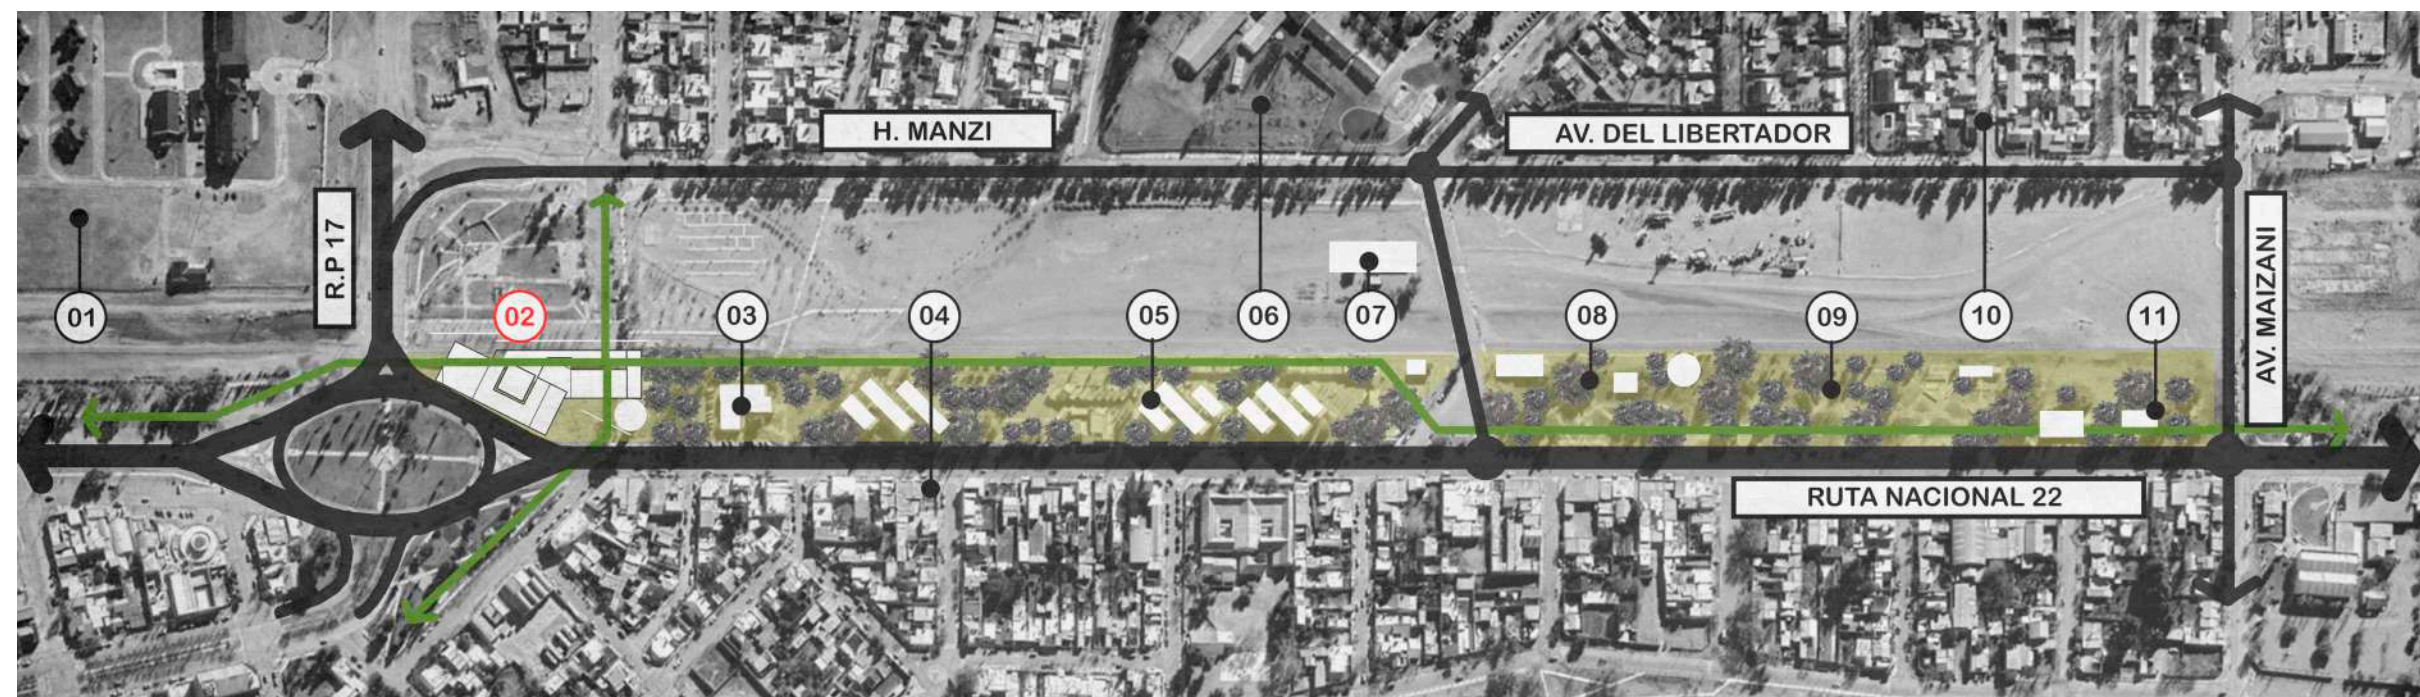 H. MANZI
AV. DEL LIBERTADOR
R.P 17
AV. MAIZANI
01
02
03
04
05
06
07
08
09
10
11
RUTA NACIONAL 22